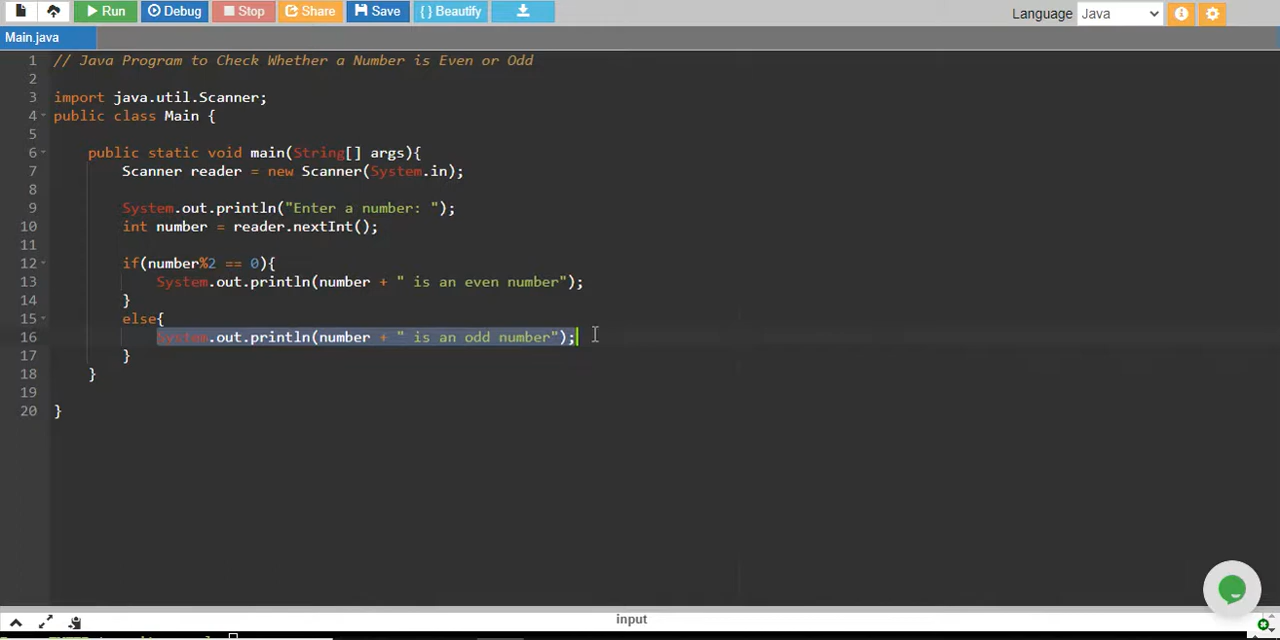 Run Debug Stop Share Save { } Beautify Language Java
Main.java
1 // Java Program to Check Whether a Number is Even or Odd
2
3 import java.util.Scanner;
4 public class Main {
5
6 public static void main(String[] args){
7 Scanner reader = new Scanner(System.in);
8
9 System.out.println("Enter a number: ");
10 int number = reader.nextInt();
11
12 if(number%2 == 0){
13 System.out.println(number + " is an even number");
14 }
15 else{
16 System.out.println(number + " is an odd number");
17 }
18 }
19
20 }
input